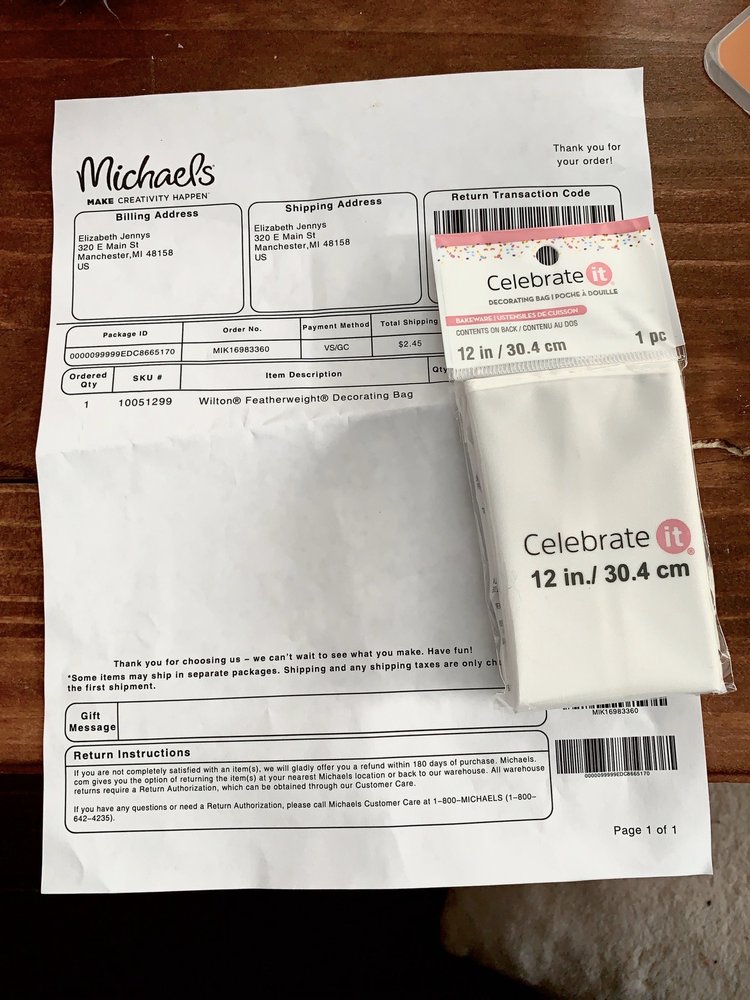 Michaels
MAKE CREATIVITY HAPPEN
Thank you for
your order!
Billing Address
Elizabeth Jennys
320 E Main St
Manchester,MI 48158
US
Shipping Address
Elizabeth Jennys
320 E Main St
Manchester,MI 48158
US
Return Transaction Code
Package ID
Order No.
Payment Method
Total Shipping
0000099999EDC8665170
MIK16983360
VS/GC
$2.45
Ordered
Qty
SKU #
Item Description
Qty
1 10051299 Wilton® Featherweight® Decorating Bag
Celebrate it
DECORATING BAG | POCHE À DOUILLE
BAKEWARE | USTENSILES DE CUISSON
CONTENTS ON BACK / CONTENU AU DOS
12 in / 30.4 cm 1 pc
Celebrate it®
12 in./ 30.4 cm
Thank you for choosing us – we can't wait to see what you make. Have fun!
*Some items may ship in separate packages. Shipping and any shipping taxes are only
the first shipment.
Gift
Message
MIK16983360
Return Instructions
If you are not completely satisfied with an item(s), we will gladly offer you a refund within 180 days of purchase. Michaels.
com gives you the option of returning the item(s) at your nearest Michaels location or back to our warehouse. All warehouse
returns require a Return Authorization, which can be obtained through our Customer Care.
If you have any questions or need a Return Authorization, please call Michaels Customer Care at 1-800-MICHAELS (1-800-
642-4235).
0000099999EDC8665170
Page 1 of 1